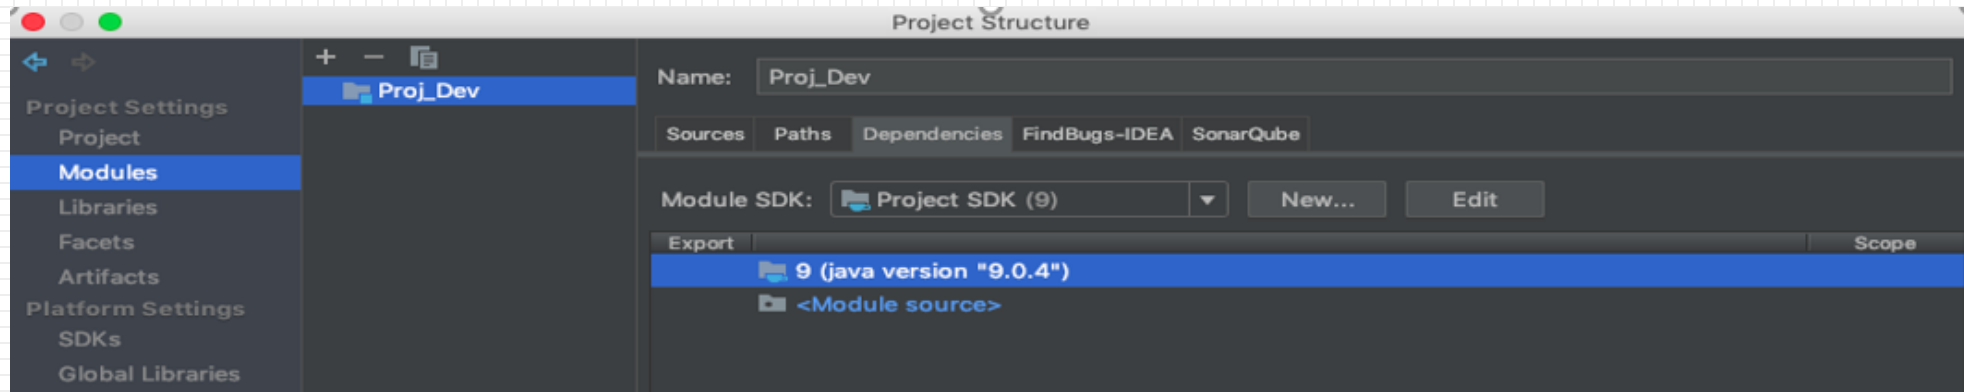 Project Structure
Project Settings
Project
Modules
Libraries
Facets
Artifacts
Platform Settings
SDKs
Global Libraries
Proj_Dev
Name: Proj_Dev
Sources Paths Dependencies FindBugs-IDEA SonarQube
Module SDK: Project SDK (9) New... Edit
Export Scope
9 (java version "9.0.4")
<Module source>